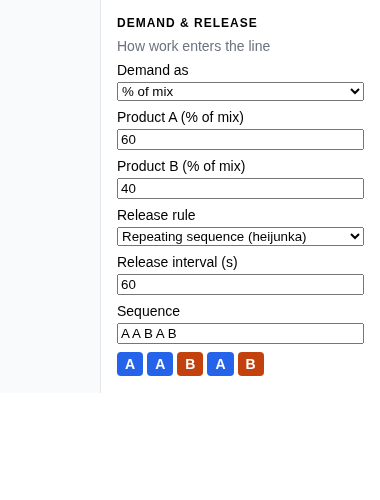 DEMAND & RELEASE
How work enters the line
Demand as
% of mix
Product A (% of mix)
60
Product B (% of mix)
40
Release rule
Repeating sequence (heijunka)
Release interval (s)
60
Sequence
A A B A B
A A B A B